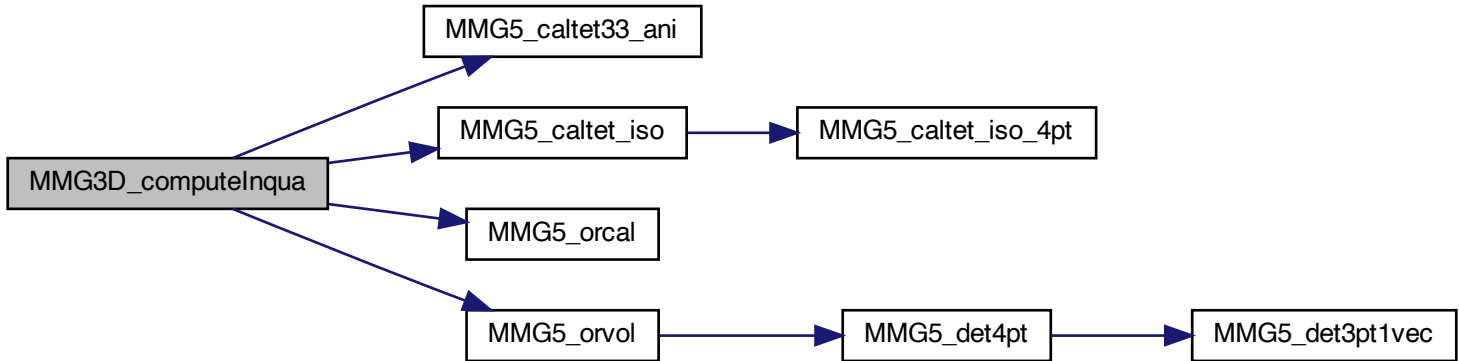 MMG5_caltet33_ani
MMG5_caltet_iso
MMG5_caltet_iso_4pt
MMG3D_computeInqua
MMG5_orcal
MMG5_orvol
MMG5_det4pt
MMG5_det3pt1vec